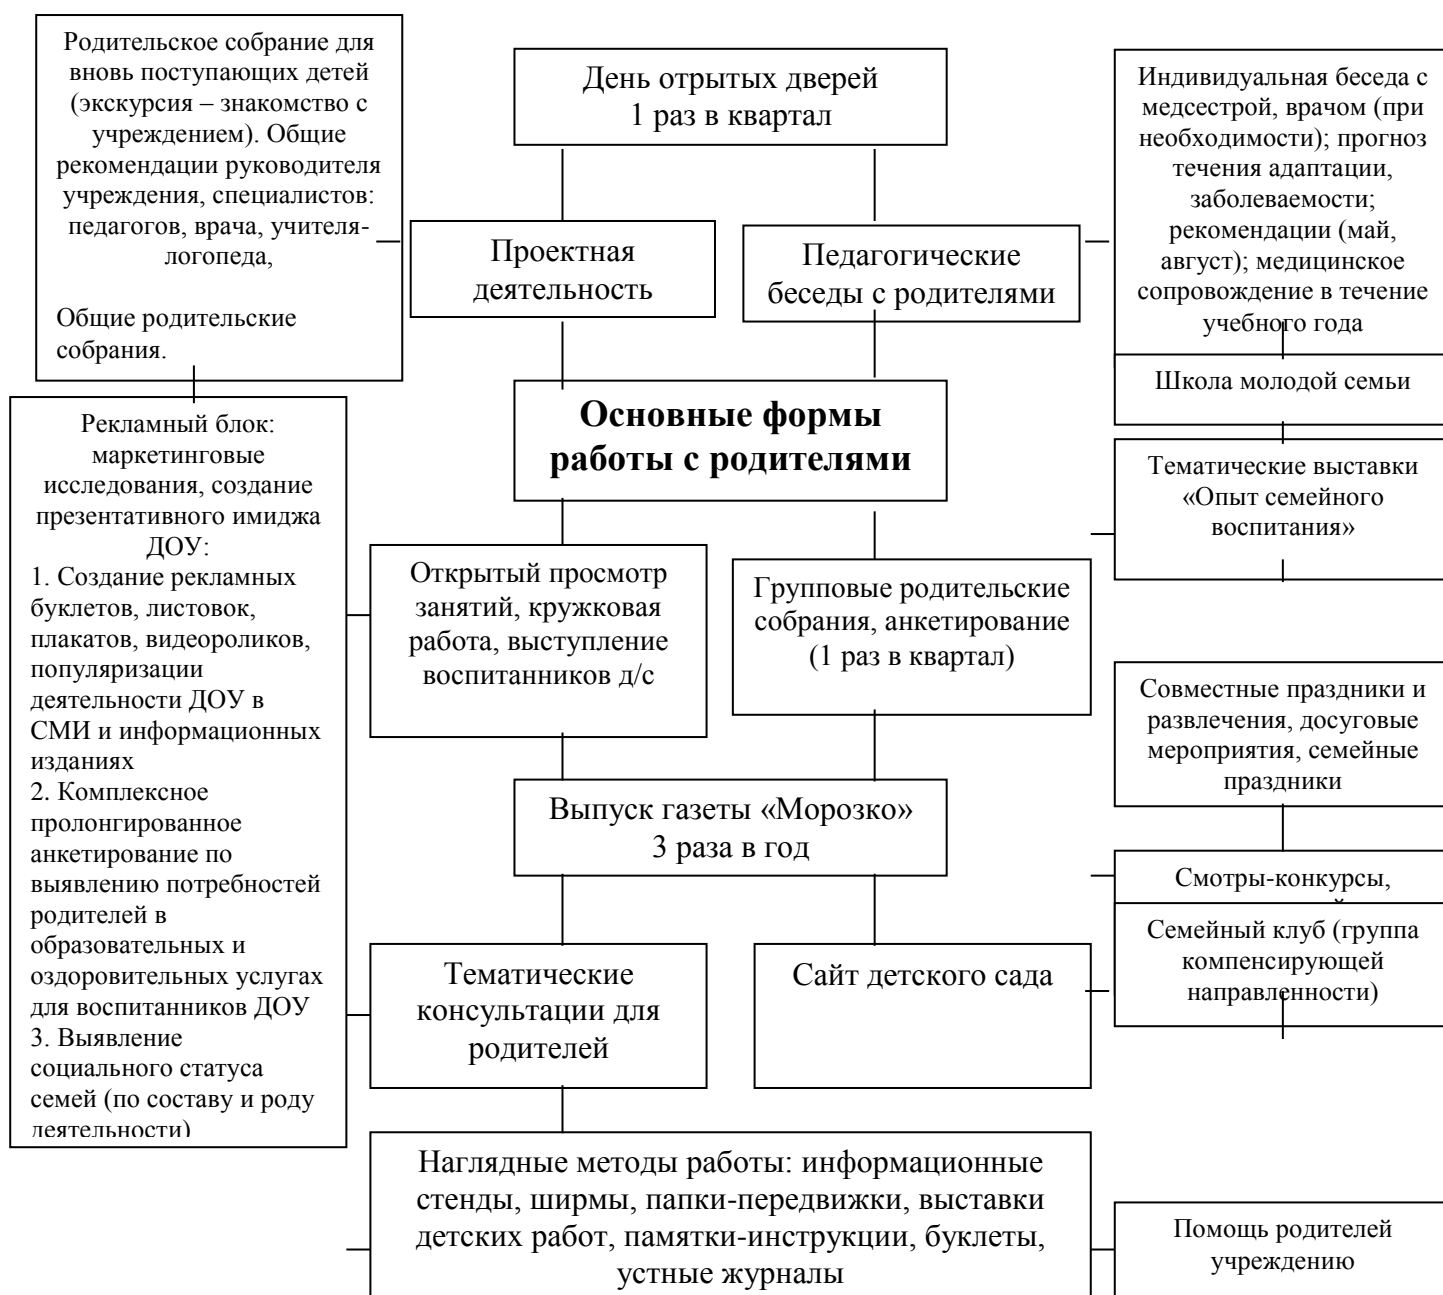 Родительское собрание для
вновь поступающих детей
(экскурсия – знакомство с
учреждением). Общие
рекомендации руководителя
учреждения, специалистов:
педагогов, врача, учителя-
логопеда,
Общие родительские
собрания.
День отрытых дверей
1 раз в квартал
Индивидуальная беседа с
медсестрой, врачом (при
необходимости); прогноз
течения адаптации,
заболеваемости;
рекомендации (май,
август); медицинское
сопровождение в течение
учебного года
Проектная
деятельность
Педагогические
беседы с родителями
Школа молодой семьи
Основные формы
работы с родителями
Рекламный блок:
маркетинговые
исследования, создание
презентативного имиджа
ДОУ:
1. Создание рекламных
буклетов, листовок,
плакатов, видеороликов,
популяризации
деятельности ДОУ в
СМИ и информационных
изданиях
2. Комплексное
пролонгированное
анкетирование по
выявлению потребностей
родителей в
образовательных и
оздоровительных услугах
для воспитанников ДОУ
3. Выявление
социального статуса
семей (по составу и роду
деятельности)
Тематические выставки
«Опыт семейного
воспитания»
Открытый просмотр
занятий, кружковая
работа, выступление
воспитанников д/с
Групповые родительские
собрания, анкетирование
(1 раз в квартал)
Совместные праздники и
развлечения, досуговые
мероприятия, семейные
праздники
Выпуск газеты «Морозко»
3 раза в год
Смотры-конкурсы,
Семейный клуб (группа
компенсирующей
направленности)
Тематические
консультации для
родителей
Сайт детского сада
Наглядные методы работы: информационные
стенды, ширмы, папки-передвижки, выставки
детских работ, памятки-инструкции, буклеты,
устные журналы
Помощь родителей
учреждению